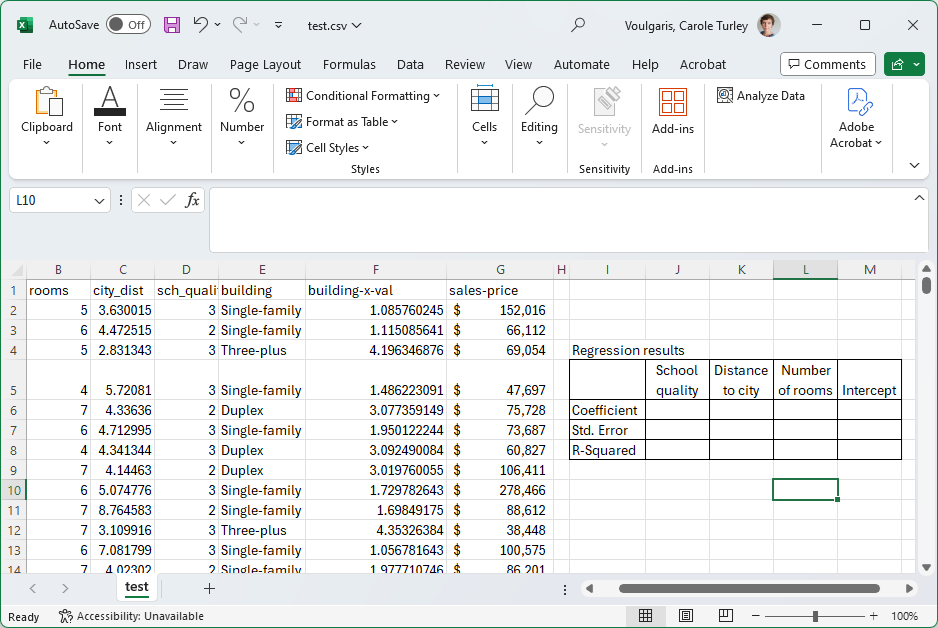 AutoSave Off test.csv Voulgaris, Carole Turley
File Home Insert Draw Page Layout Formulas Data Review View Automate Help Acrobat Comments
Clipboard Font Alignment Number
Conditional Formatting
Format as Table
Cell Styles
Styles
Cells Editing Sensitivity Add-ins Analyze Data Adobe Acrobat
Sensitivity Add-ins
L10 fx
B C D E F G H I J K L M
1 rooms city_dist sch_quali building building-x-val sales-price
2 5 3.630015 3 Single-family 1.085760245 $ 152,016
3 6 4.472515 2 Single-family 1.115085641 $ 66,112
4 5 2.831343 3 Three-plus 4.196346876 $ 69,054 Regression results
School quality Distance to city Number of rooms Intercept
5 4 5.72081 3 Single-family 1.486223091 $ 47,697
6 7 4.33636 2 Duplex 3.077359149 $ 75,728 Coefficient
7 6 4.712995 3 Single-family 1.950122244 $ 73,687 Std. Error
8 4 4.341344 3 Duplex 3.092490084 $ 60,827 R-Squared
9 7 4.14463 2 Duplex 3.019760055 $ 106,411
10 6 5.074776 3 Single-family 1.729782643 $ 278,466
11 7 8.764583 2 Single-family 1.69849175 $ 88,612
12 7 3.109916 3 Three-plus 4.35326384 $ 38,448
13 6 7.081799 3 Single-family 1.056781643 $ 100,575
14 7 4.02302 2 Single-family 1.977710746 $ 86,201
test
Ready Accessibility: Unavailable 100%